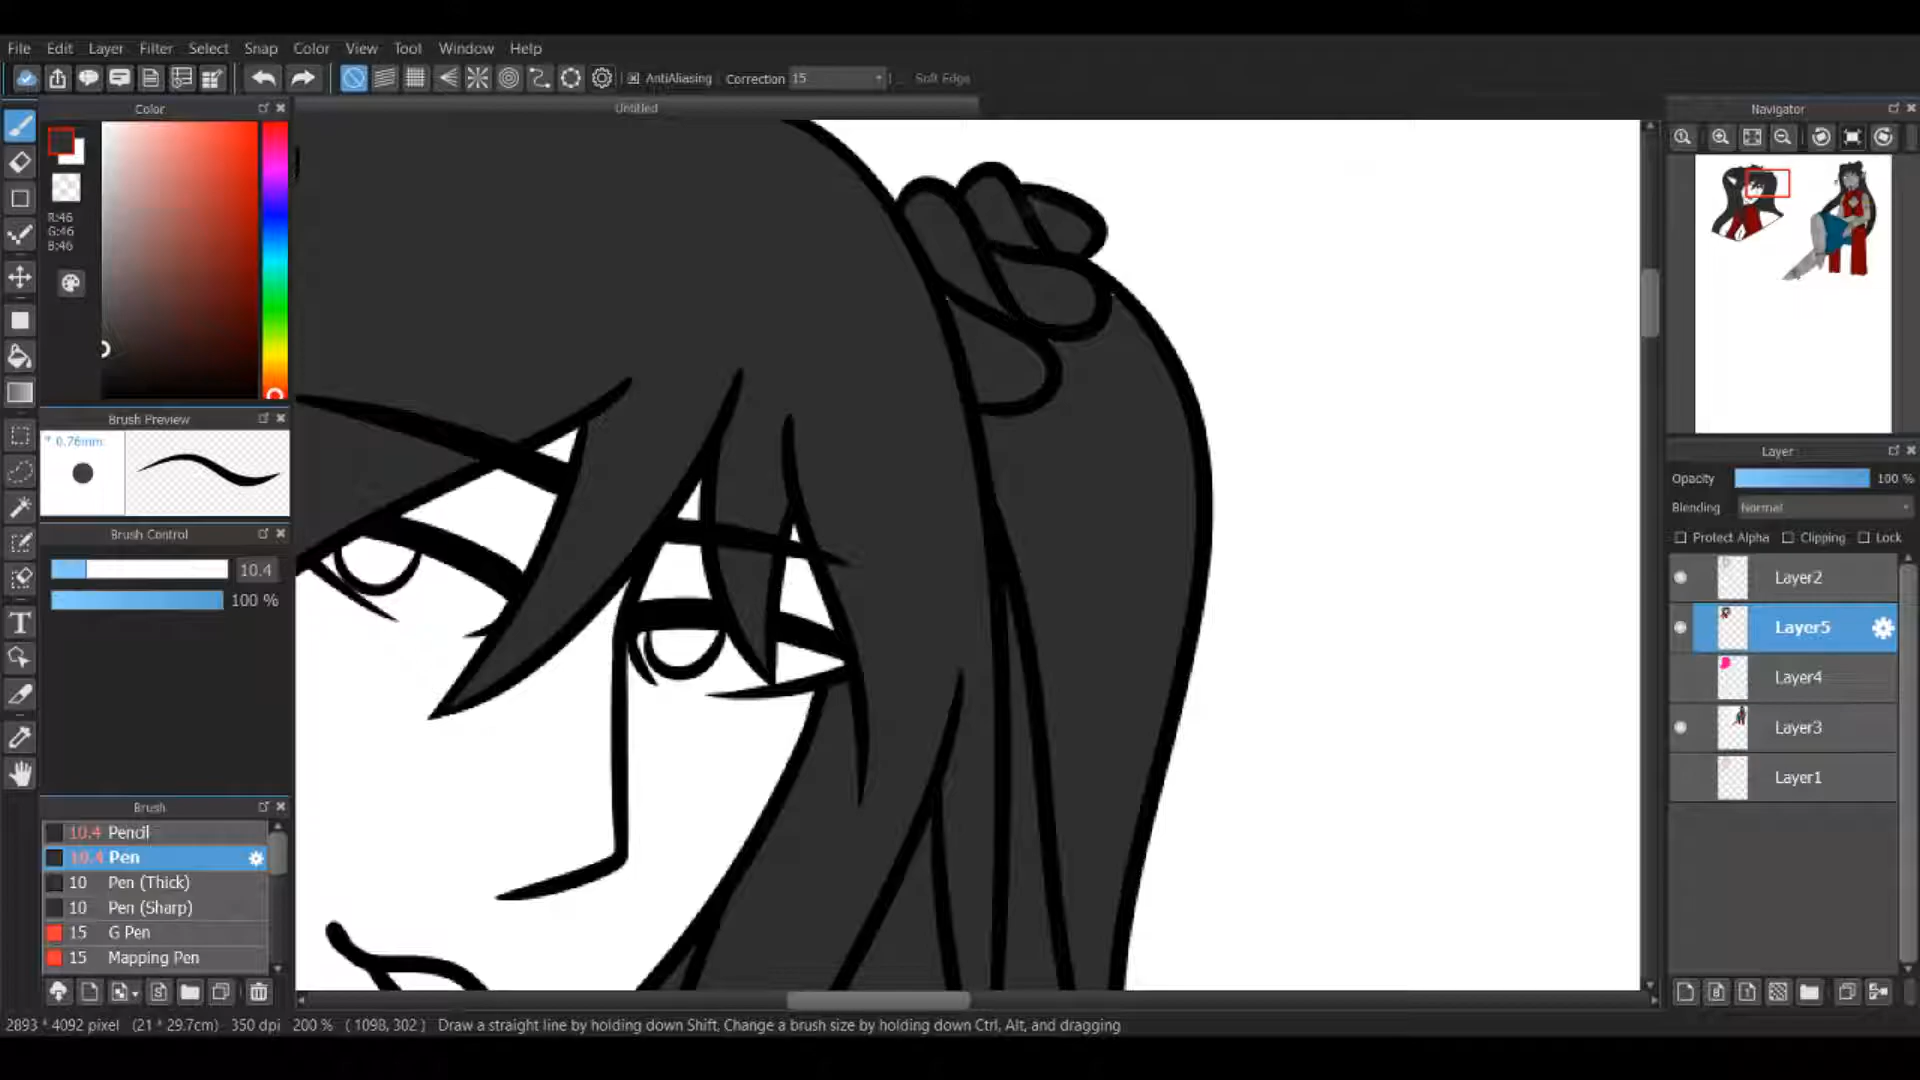 File Edit Layer Filter Select Snap Color View Tool Window Help
AntiAliasing Correction 15 Soft Edge
Color
Untitled
Navigator
R:46
G:46
B:46
Brush Preview
* 0.76mm
Brush Control
10.4
100 %
Layer
Opacity 100 %
Blending Normal
Protect Alpha Clipping Lock
Layer2
Layer5
Layer4
Layer3
Layer1
Brush
10.4 Pencil
10.4 Pen
10 Pen (Thick)
10 Pen (Sharp)
15 G Pen
15 Mapping Pen
2893 * 4092 pixel (21 * 29.7cm) 350 dpi 200 % ( 1098, 302 ) Draw a straight line by holding down Shift, Change a brush size by holding down Ctrl, Alt, and dragging